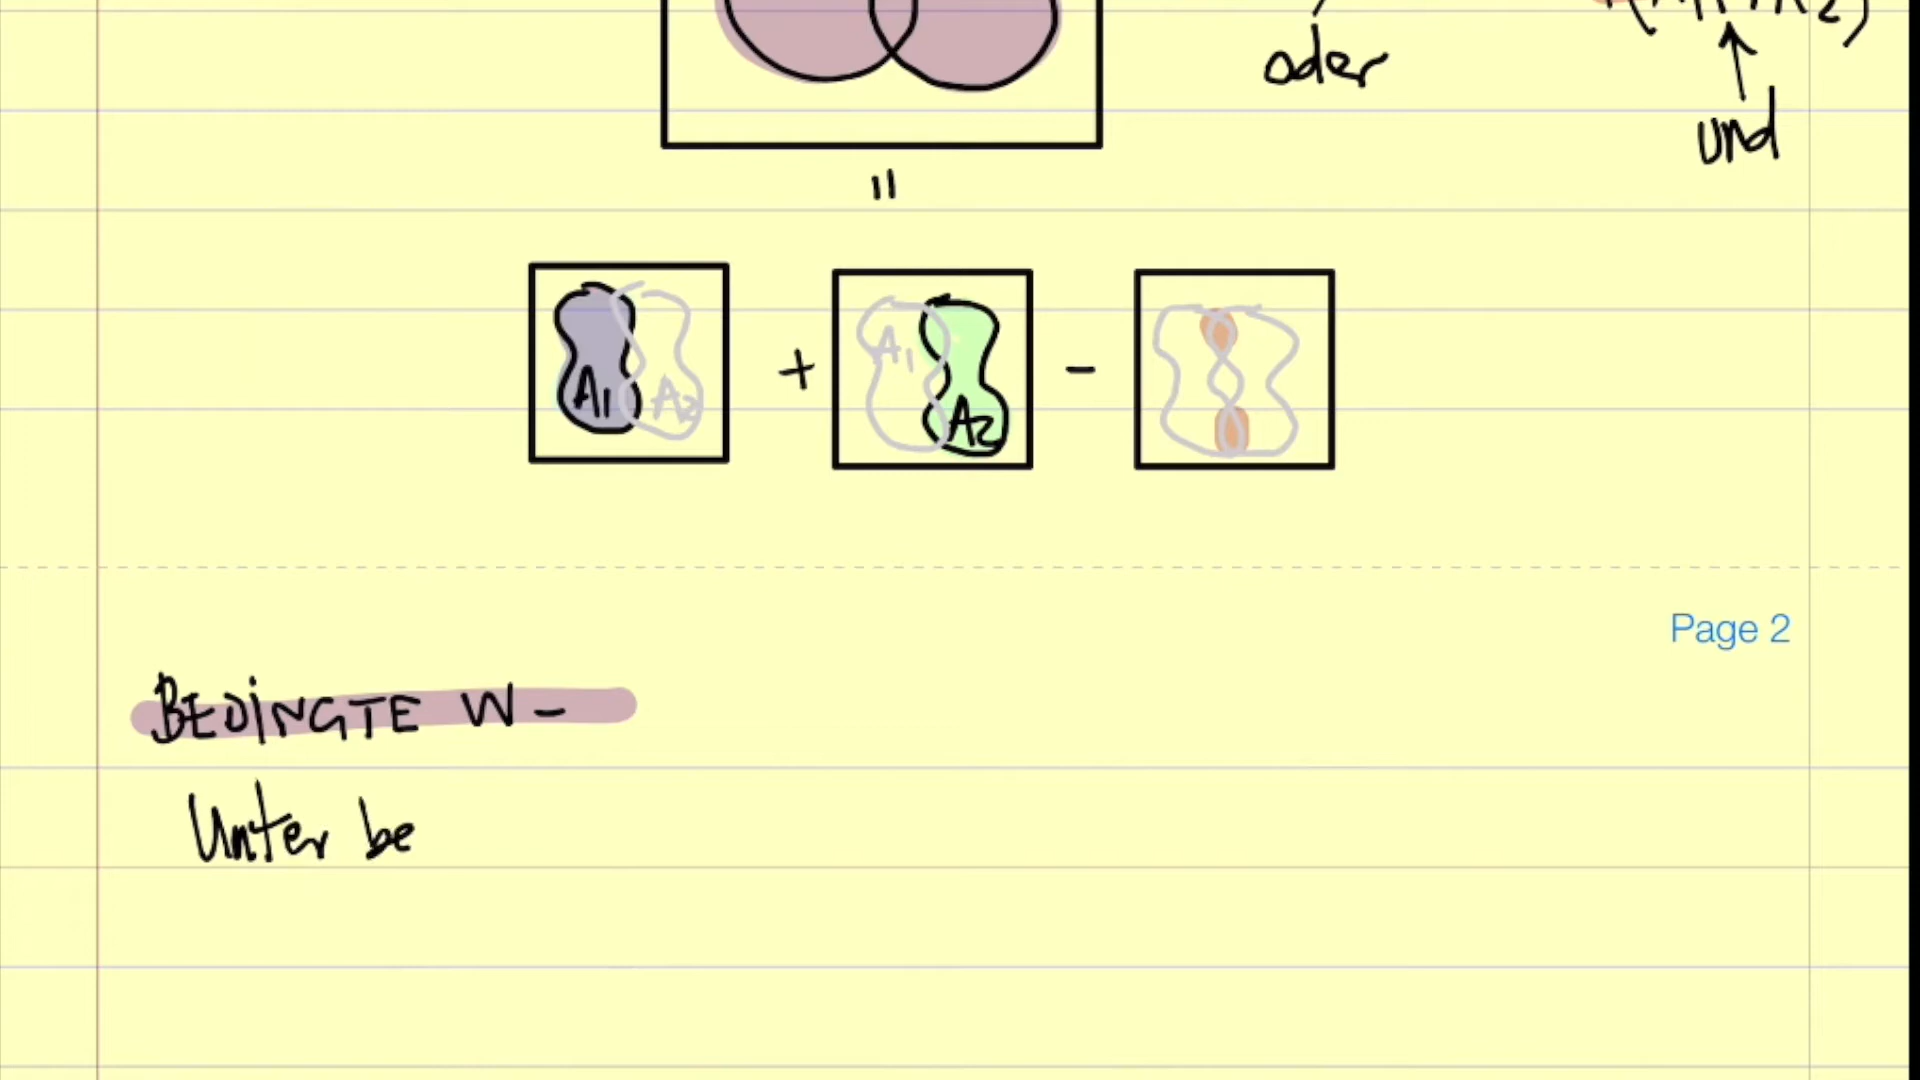 oder
und
=
A1 A2 + A1 A2 -
Page 2
BEDINGTE W-
Unter be